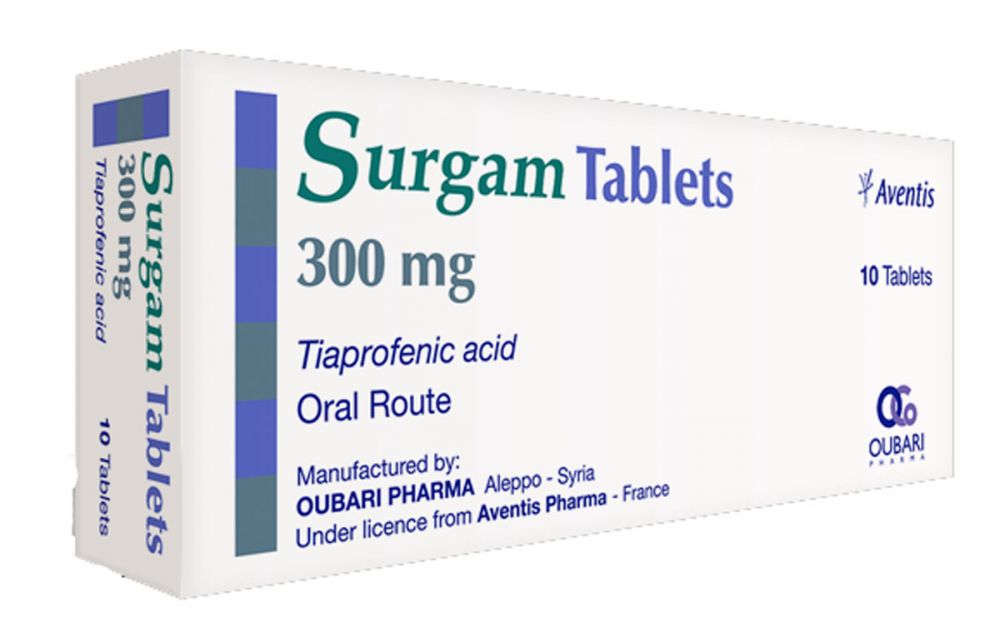 Surgam Tablets
300 mg
Tiaprofenic acid
Oral Route
Manufactured by:
OUBARI PHARMA Aleppo - Syria
Under licence from Aventis Pharma - France
Aventis
10 Tablets
OCo
OUBARI
PHARMA
Surgam Tablets
300 mg
Tiaprofenic acid
10 Tablets